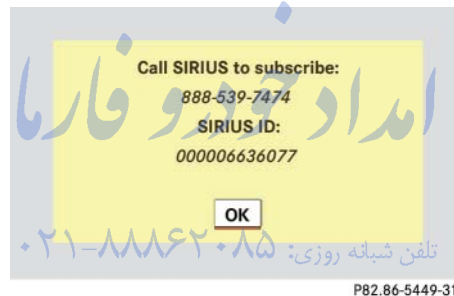 Call SIRIUS to subscribe:
888-539-7474
امداد خودرو فارما
SIRIUS ID:
000006636077
OK
تلفن شبانه روزی: ۰۲۱-۸۸۸۶۲۰۸۵
P82.86-5449-31